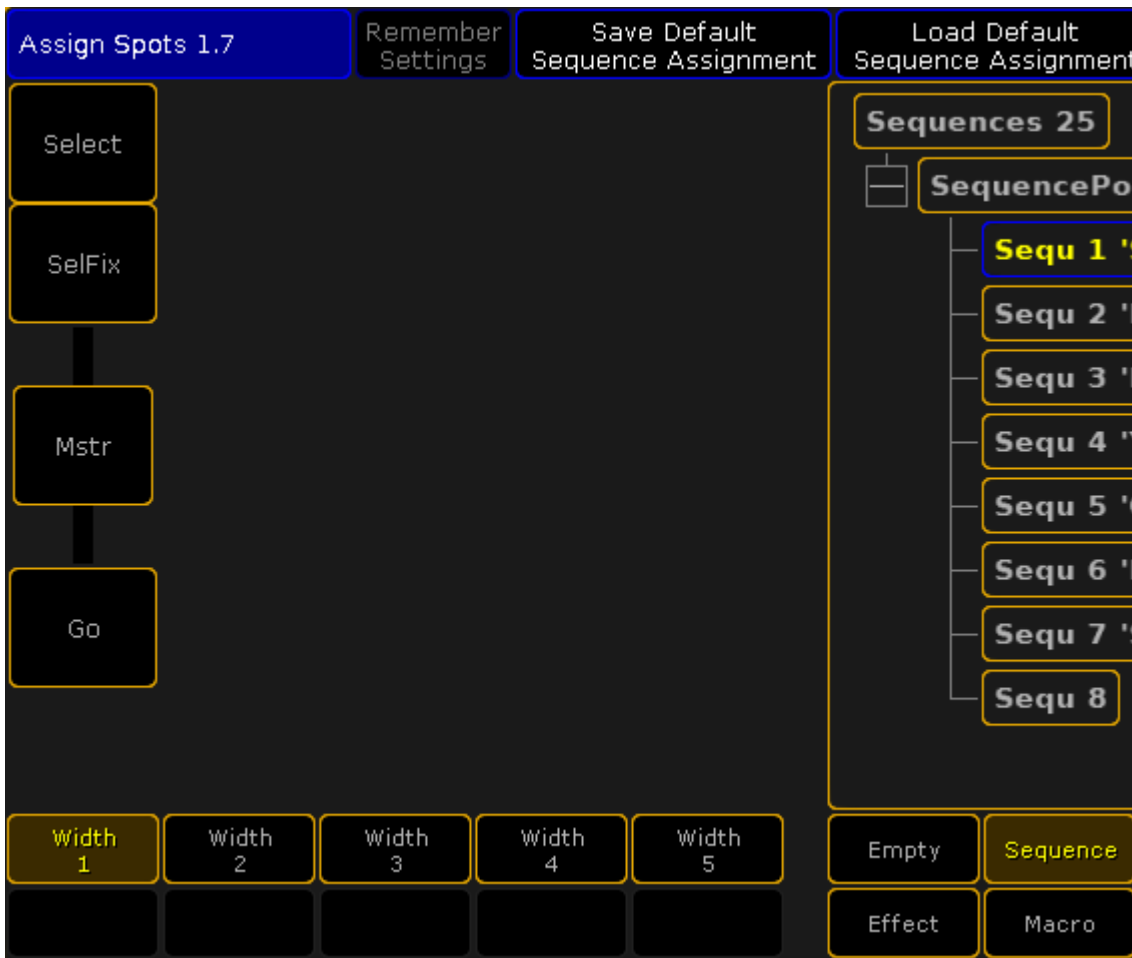 Assign Spots 1.7
Remember
Settings
Save Default
Sequence Assignment
Load Default
Sequence Assignment
Select
SelFix
Mstr
Go
Sequences 25
SequencePo
Sequ 1 '
Sequ 2 '
Sequ 3 '
Sequ 4 '
Sequ 5 '
Sequ 6 '
Sequ 7 '
Sequ 8
Width
1
Width
2
Width
3
Width
4
Width
5
Empty
Sequence
Effect
Macro